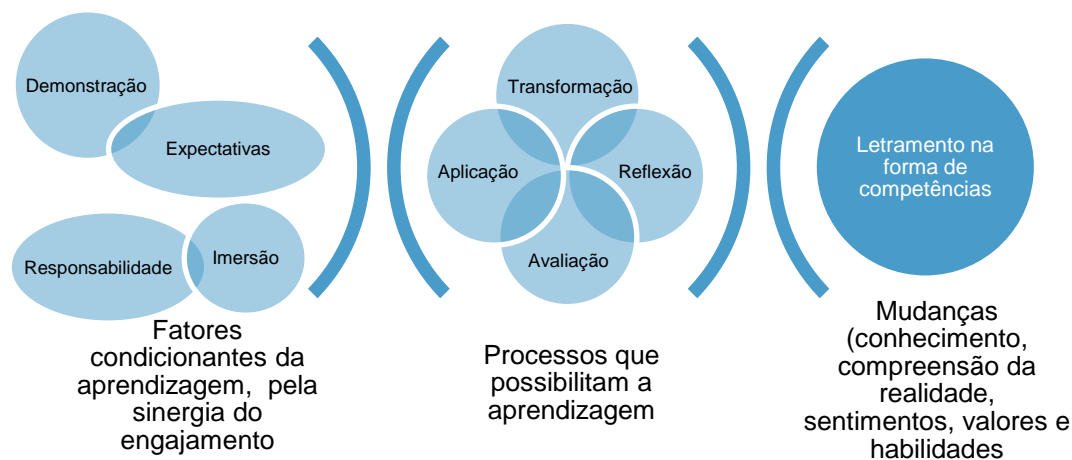 Demonstração
Expectativas
Responsabilidade
Imersão
Fatores
condicionantes da
aprendizagem, pela
sinergia do
engajamento
Transformação
Aplicação
Reflexão
Avaliação
Processos que
possibilitam a
aprendizagem
Letramento na
forma de
competências
Mudanças
(conhecimento,
compreensão da
realidade,
sentimentos, valores e
habilidades